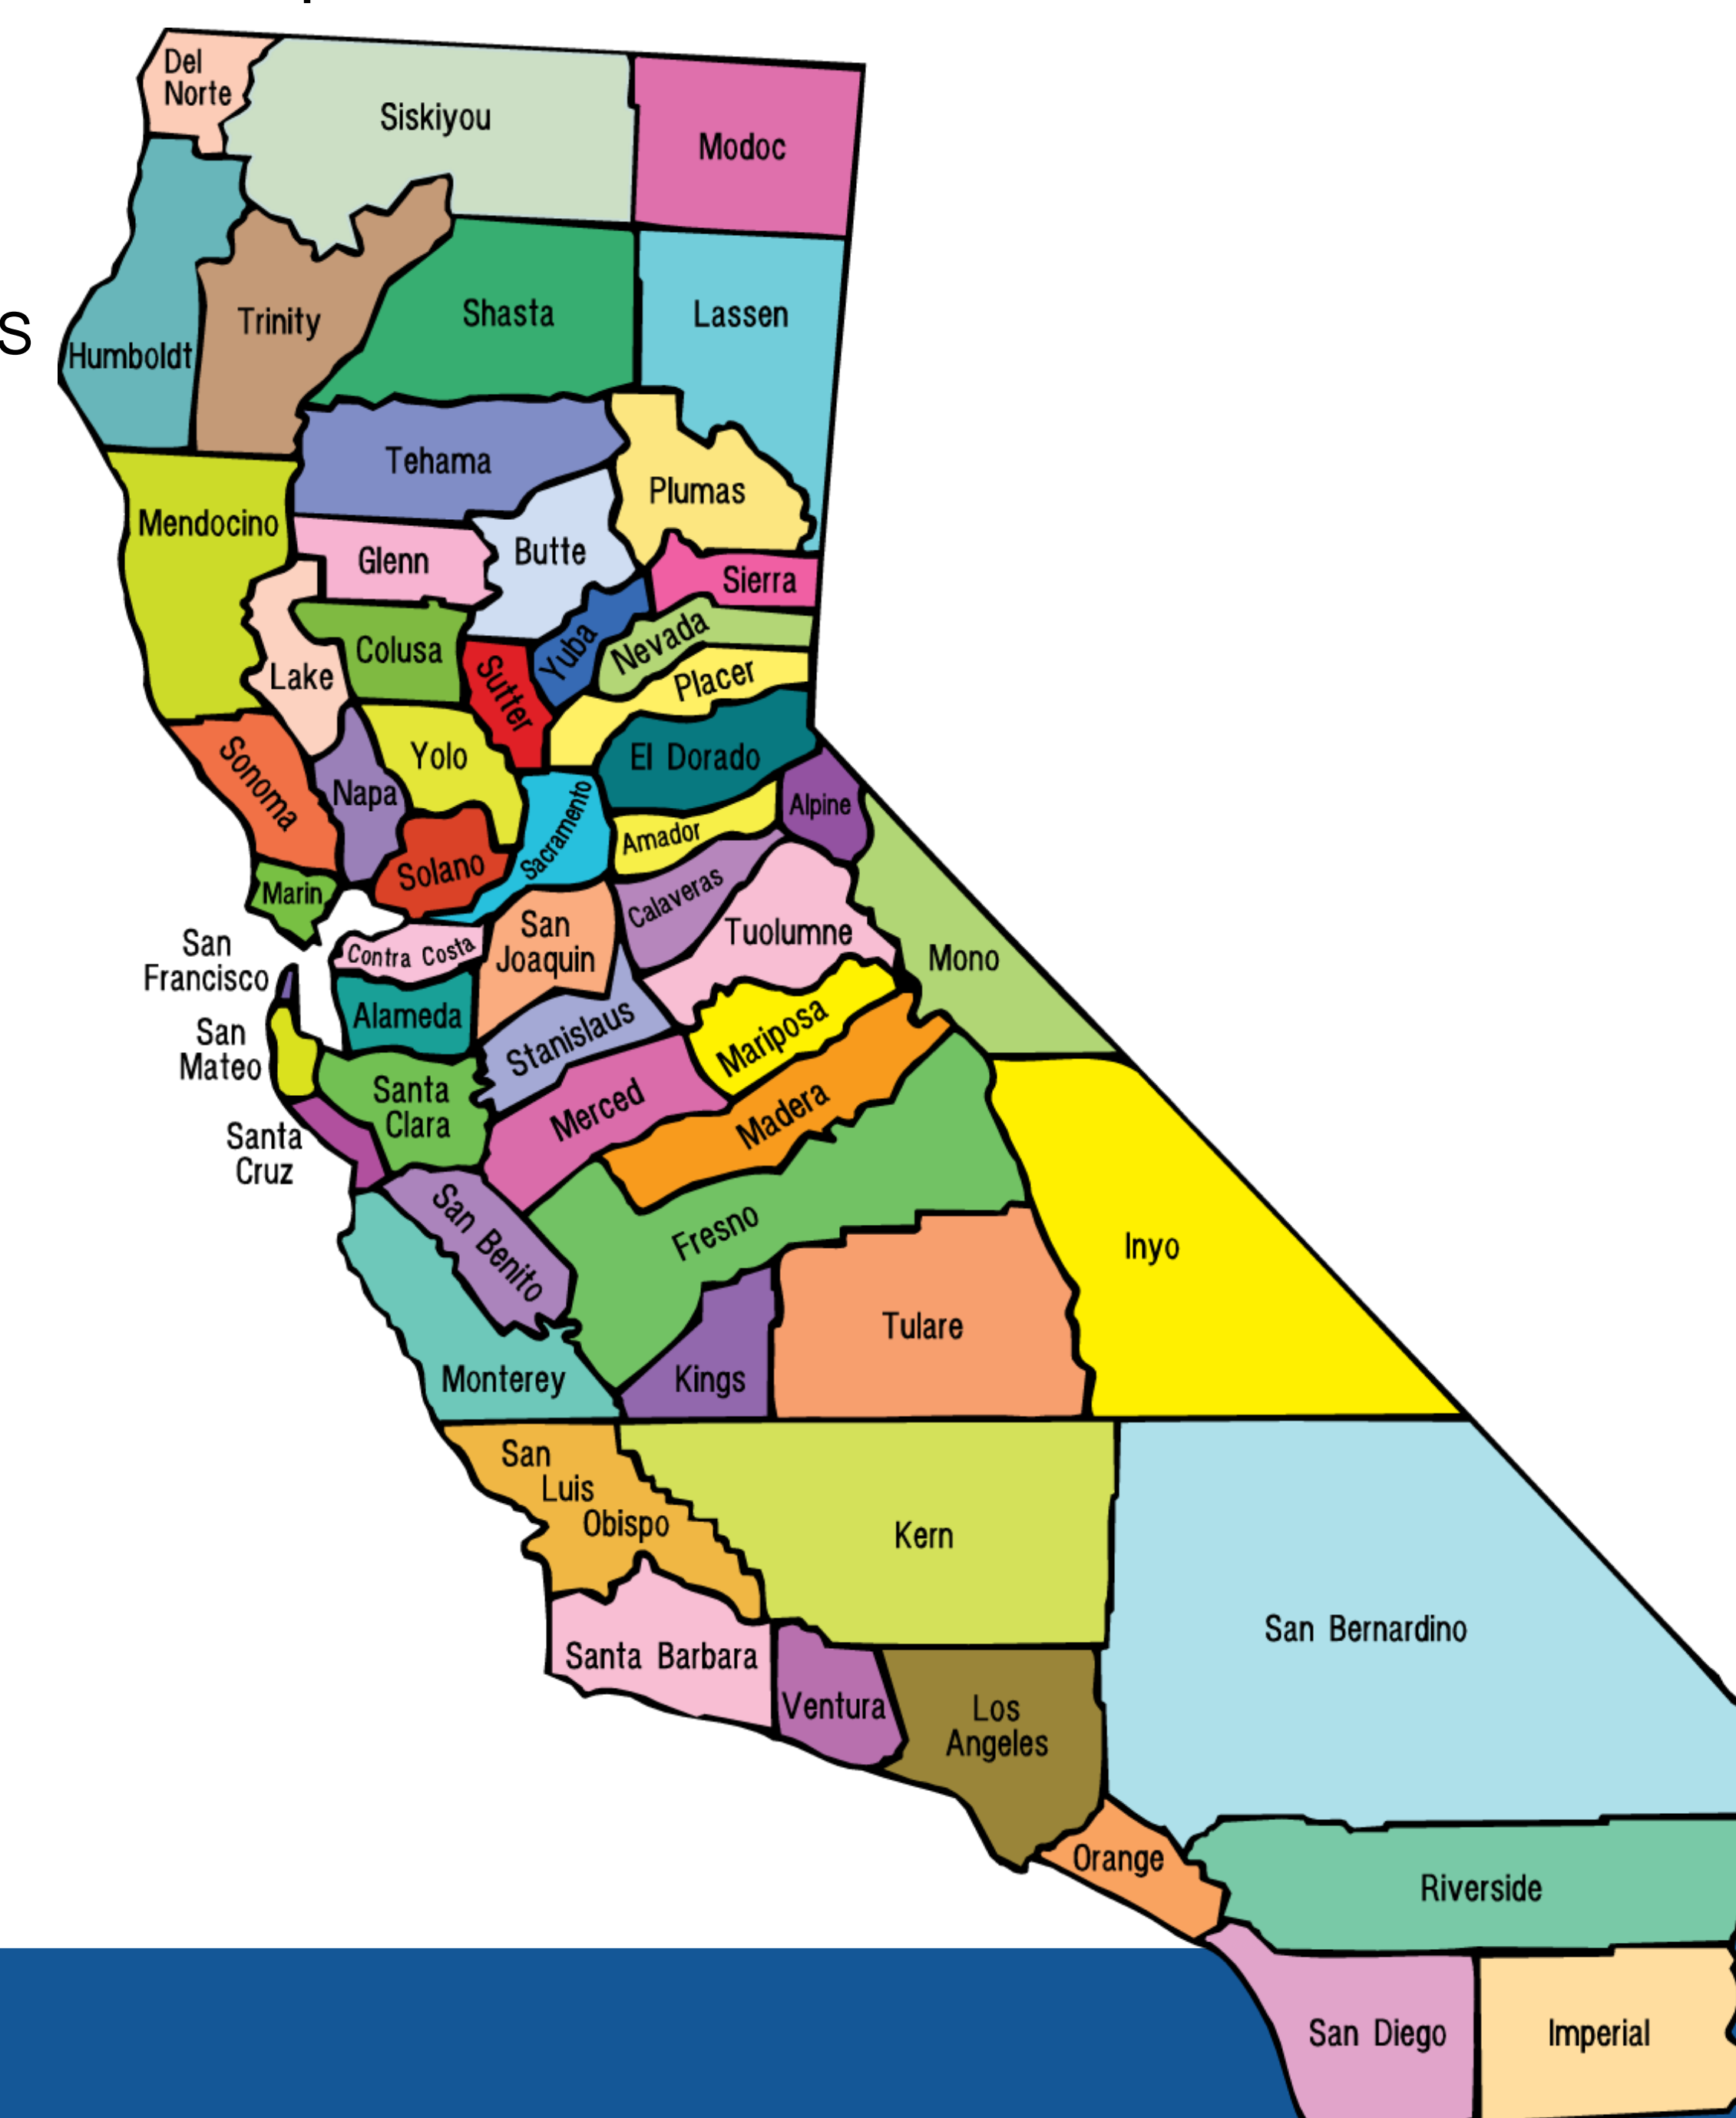 Del
Norte
Siskiyou
Modoc
S
Humboldt
Trinity
Shasta
Lassen
Tehama
Plumas
Mendocino
Glenn
Butte
Sierra
Lake
Colusa
Sutter
Yuba
Nevada
Placer
Sonoma
Napa
Yolo
El Dorado
Sacramento
Alpine
Amador
Solano
Marin
Calaveras
San
Francisco
Contra Costa
San
Joaquin
Tuolumne
Mono
Alameda
Stanislaus
Mariposa
San
Mateo
Santa
Clara
Merced
Madera
Santa
Cruz
San Benito
Fresno
Inyo
Monterey
Kings
Tulare
San
Luis
Obispo
Kern
San Bernardino
Santa Barbara
Ventura
Los
Angeles
Orange
Riverside
San Diego
Imperial